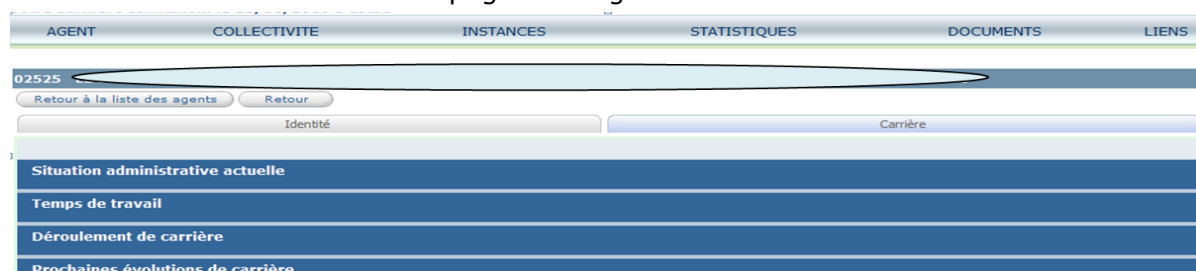 AGENT COLLECTIVITE INSTANCES STATISTIQUES DOCUMENTS LIENS
02525
Retour à la liste des agents Retour
Identité Carrière
Situation administrative actuelle
Temps de travail
Déroulement de carrière
Prochaines évolutions de carrière